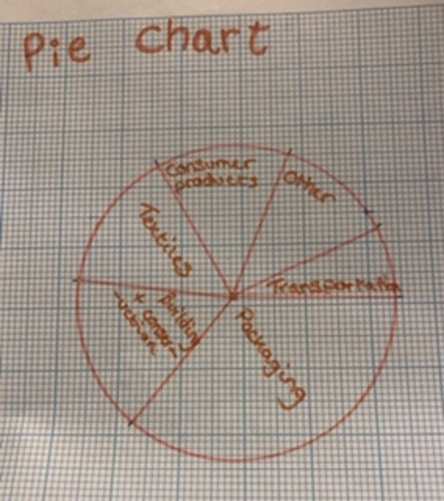 Pie Chart
Consumer
products
Other
Textiles
Transportation
Building
+ constr-
-uction
Packaging